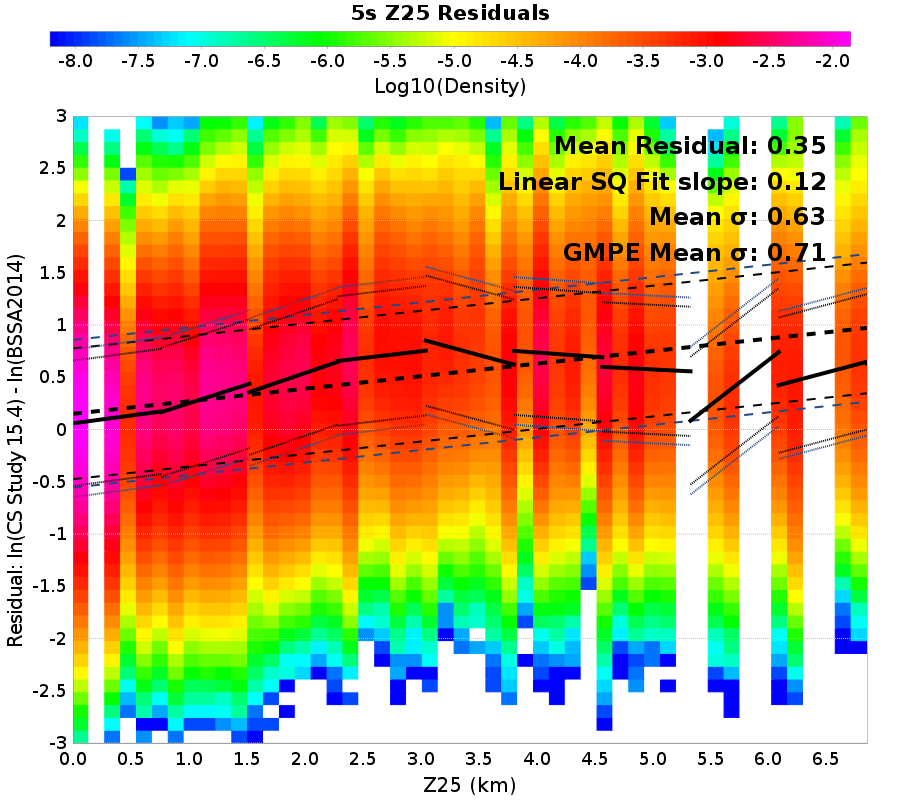 5s Z25 Residuals
-8.0 -7.5 -7.0 -6.5 -6.0 -5.5 -5.0 -4.5 -4.0 -3.5 -3.0 -2.5 -2.0
Log10(Density)
Mean Residual: 0.35
Linear SQ Fit slope: 0.12
Mean σ: 0.63
GMPE Mean σ: 0.71
Residual: ln(CS Study 15.4) - ln(BSSA2014)
3
2.5
2
1.5
1
0.5
0
-0.5
-1
-1.5
-2
-2.5
-3
0.0 0.5 1.0 1.5 2.0 2.5 3.0 3.5 4.0 4.5 5.0 5.5 6.0 6.5
Z25 (km)